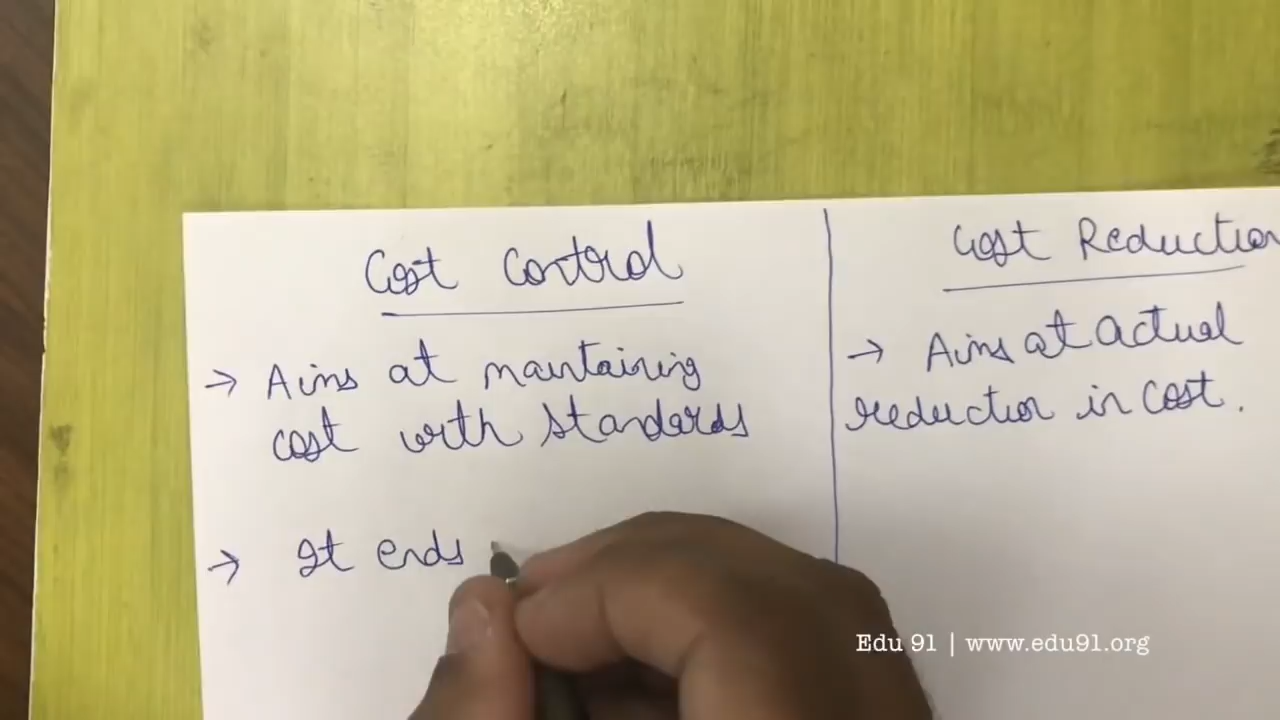 Cost Control
→ Aims at maintaining
cost with standards
→ It ends
Cost Reduction
→ Aims at actual
reduction in cost.
Edu 91 | www.edu91.org